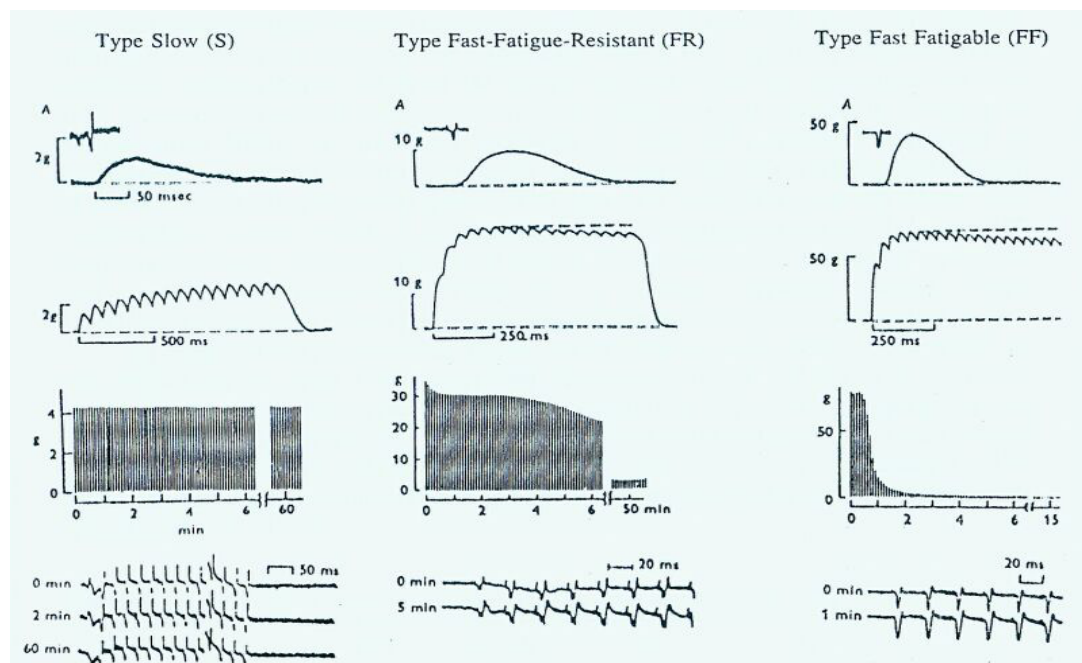 Type Slow (S)
Type Fast-Fatigue-Resistant (FR)
Type Fast Fatigable (FF)
A
2g
50 msec
A
10 g
A
50 g
2g
500 ms
10 g
250 ms
50 g
250 ms
4
g
2
0
0 2 4 6 60
min
g
30
20
10
0
0 2 4 6 50 min
g
50
0
0 2 4 6 15
50 ms
0 min
2 min
60 min
20 ms
0 min
5 min
20 ms
0 min
1 min